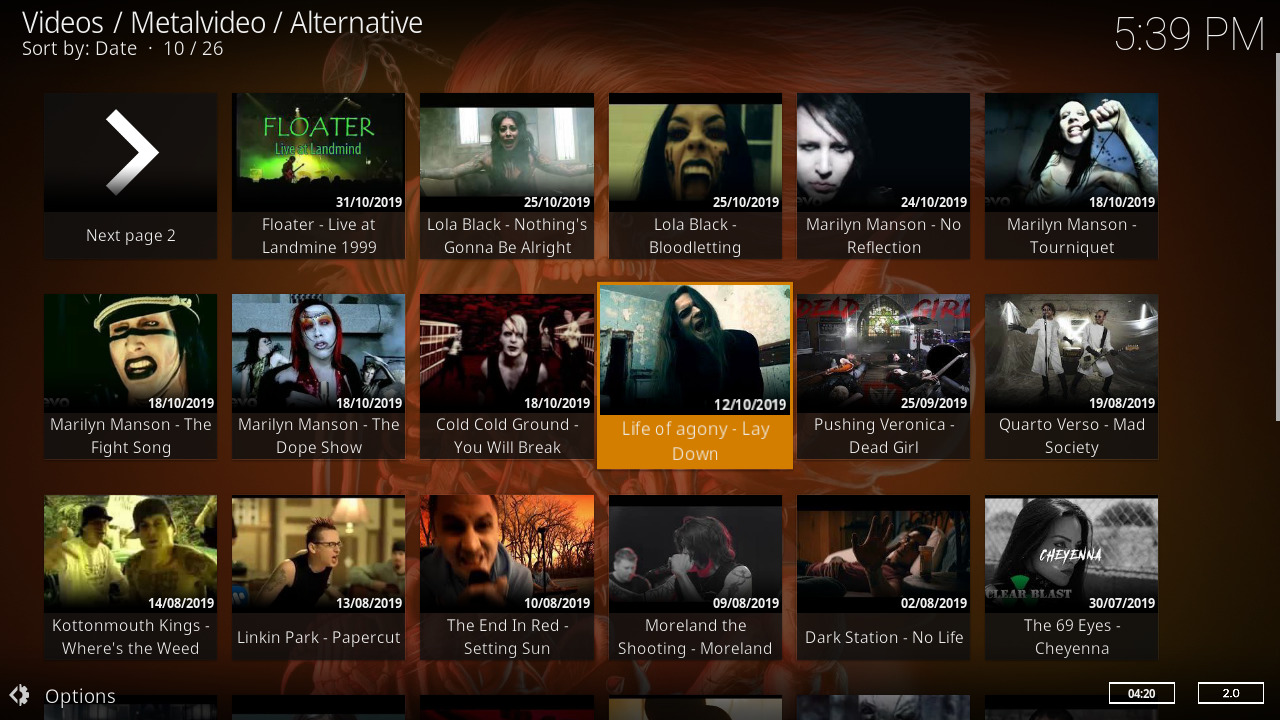 Videos / Metalvideo / Alternative
Sort by: Date · 10 / 26
5:39 PM
Next page 2
FLOATER
Live at Landmind
31/10/2019
Floater - Live at
Landmine 1999
25/10/2019
Lola Black - Nothing's
Gonna Be Alright
25/10/2019
Lola Black -
Bloodletting
evo
24/10/2019
Marilyn Manson - No
Reflection
evo
18/10/2019
Marilyn Manson -
Tourniquet
evo
18/10/2019
Marilyn Manson - The
Fight Song
evo
18/10/2019
Marilyn Manson - The
Dope Show
18/10/2019
Cold Cold Ground -
You Will Break
12/10/2019
Life of agony - Lay
Down
DEAD GIRL
25/09/2019
Pushing Veronica -
Dead Girl
19/08/2019
Quarto Verso - Mad
Society
14/08/2019
Kottonmouth Kings -
Where's the Weed
13/08/2019
Linkin Park - Papercut
10/08/2019
The End In Red -
Setting Sun
09/08/2019
Moreland the
Shooting - Moreland
02/08/2019
Dark Station - No Life
CHEYENNA
CLEAR BLAST
30/07/2019
The 69 Eyes -
Cheyenna
Options
04:20
2.0